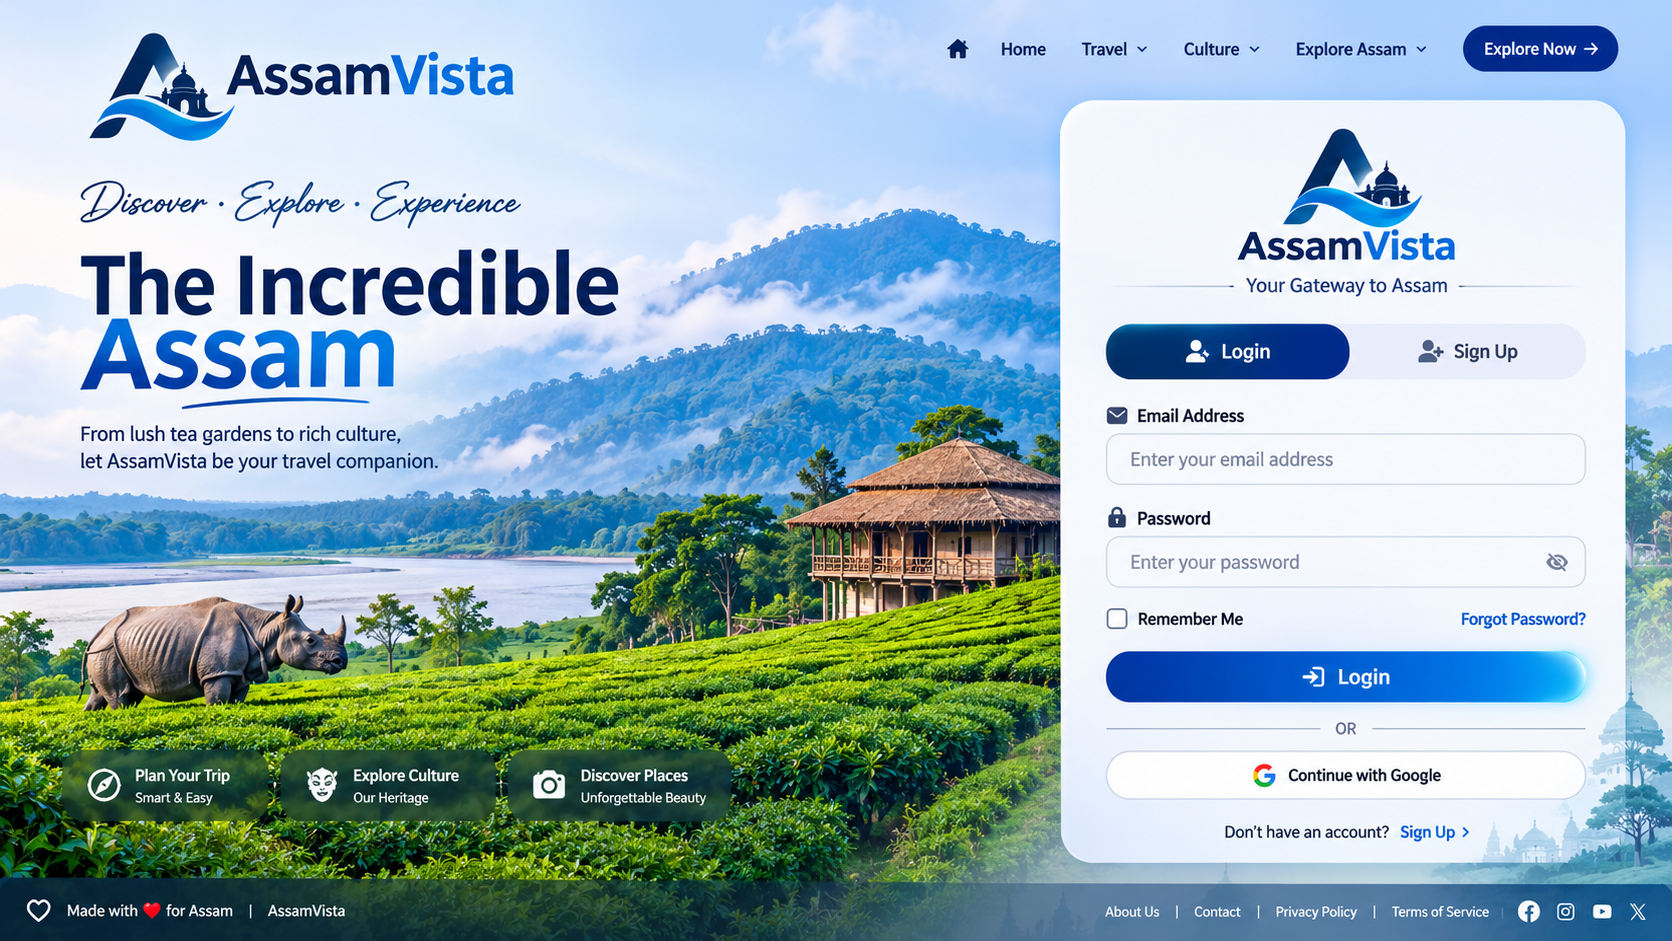 AssamVista
Home
Travel
Culture
Explore Assam
Explore Now
Discover · Explore · Experience
The Incredible
Assam
From lush tea gardens to rich culture,
let AssamVista be your travel companion.
Plan Your Trip
Smart & Easy
Explore Culture
Our Heritage
Discover Places
Unforgettable Beauty
AssamVista
Your Gateway to Assam
Login
Sign Up
Email Address
Enter your email address
Password
Enter your password
Remember Me
Forgot Password?
Login
OR
Continue with Google
Don't have an account? Sign Up
Made with ❤️ for Assam | AssamVista
About Us | Contact | Privacy Policy | Terms of Service